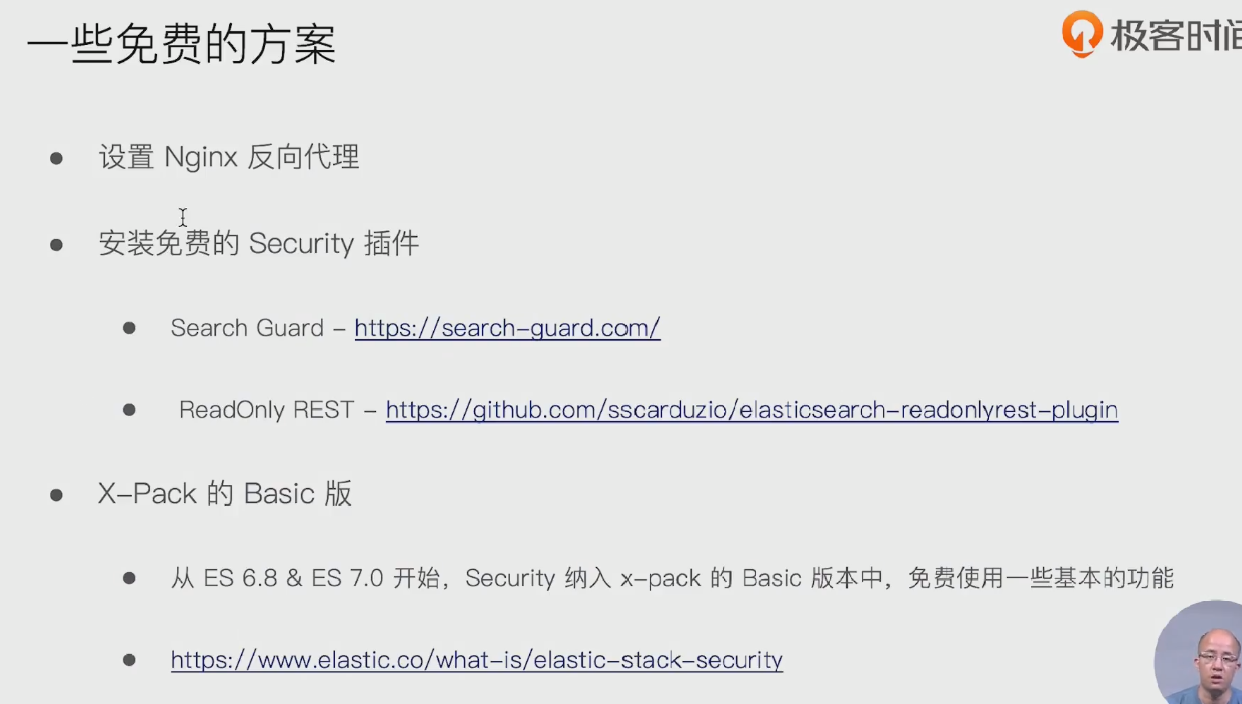 一些免费的方案
极客时间
设置 Nginx 反向代理
安装免费的 Security 插件
Search Guard – https://search-guard.com/
ReadOnly REST – https://github.com/sscarduzio/elasticsearch-readonlyrest-plugin
X-Pack 的 Basic 版
从 ES 6.8 & ES 7.0 开始，Security 纳入 x-pack 的 Basic 版本中，免费使用一些基本的功能
https://www.elastic.co/what-is/elastic-stack-security